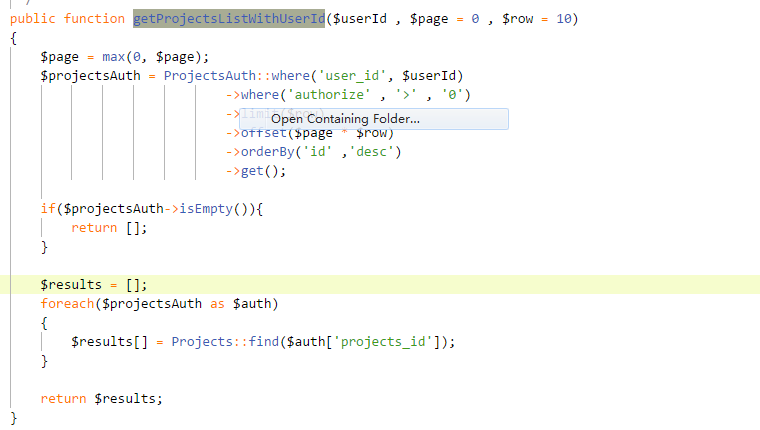 /
public function getProjectsListWithUserId($userId , $page = 0 , $row = 10)
{
$page = max(0, $page);
$projectsAuth = ProjectsAuth::where('user_id', $userId)
->where('authorize' , '>' , '0')
->limit($row)
Open Containing Folder...
->offset($page * $row)
->orderBy('id' ,'desc')
->get();
if($projectsAuth->isEmpty()){
return [];
}
$results = [];
foreach($projectsAuth as $auth)
{
$results[] = Projects::find($auth['projects_id']);
}
return $results;
}